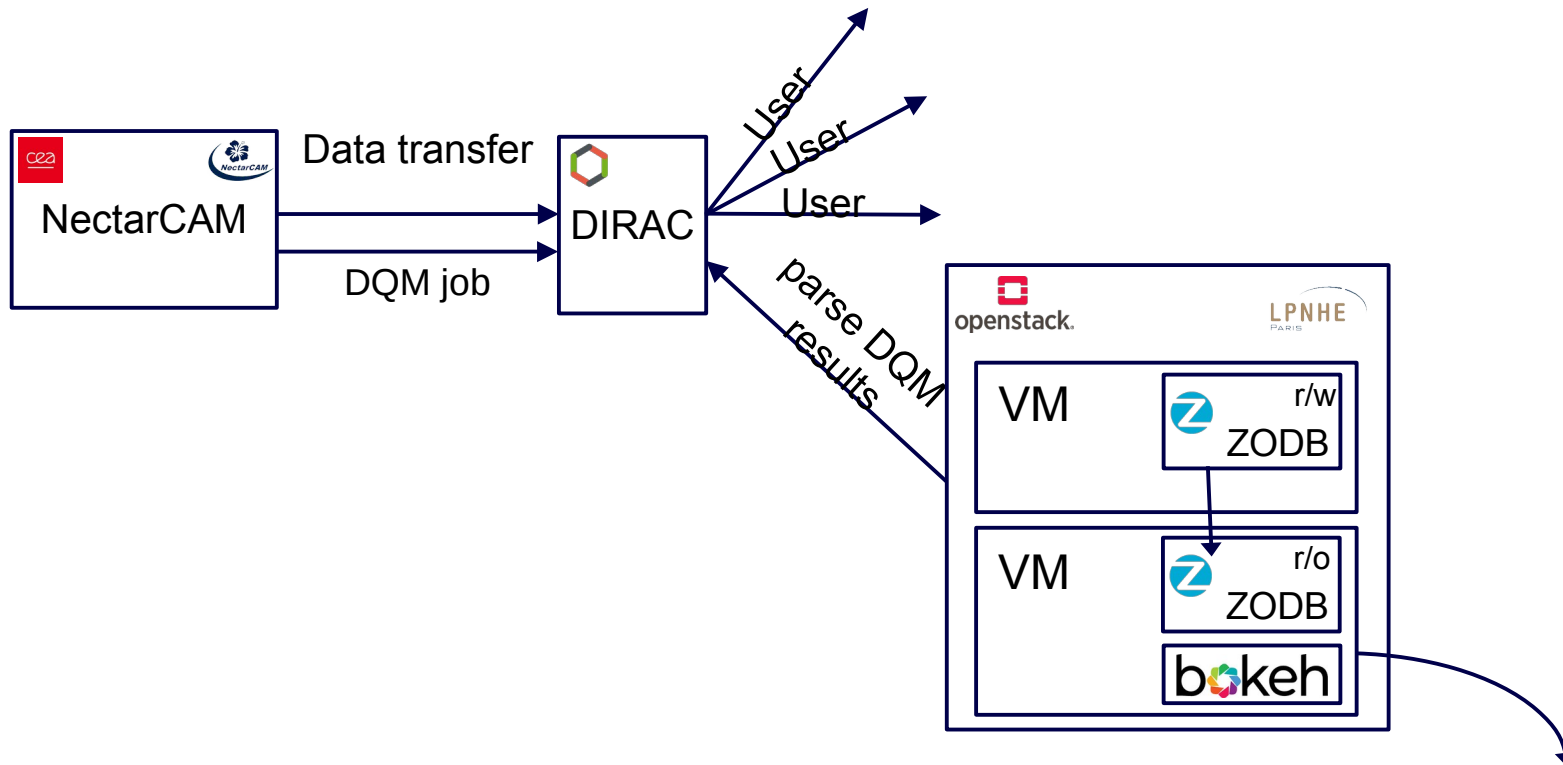 cea
NectarCAM
NectarCAM
Data transfer
DQM job
DIRAC
User
User
User
parse DQM
results
openstack.
LPNHE
PARIS
VM
r/w
Z
ZODB
VM
r/o
Z
ZODB
bokeh